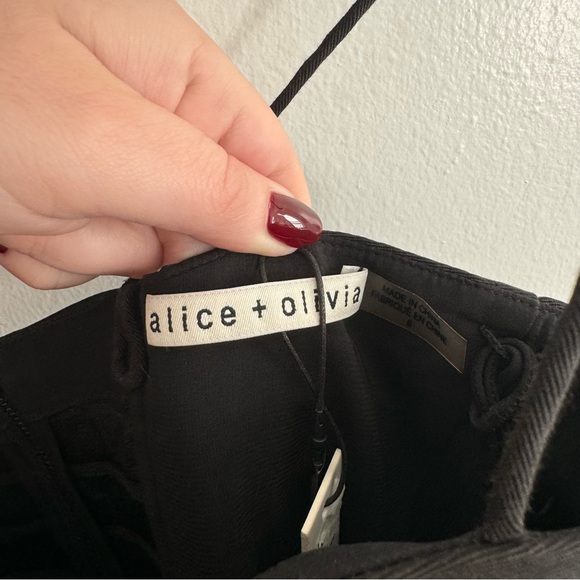 alice + olivia
MADE IN CHINA
FABRIQUÉ EN CHINE